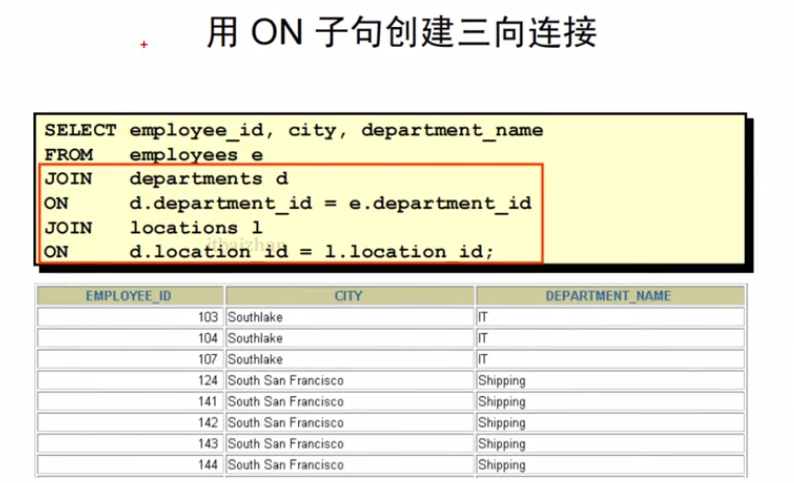 用 ON 子句创建三向连接
SELECT employee_id, city, department_name
FROM employees e
JOIN departments d
ON d.department_id = e.department_id
JOIN locations l
itbaizhan
ON d.location_id = l.location_id;
EMPLOYEE_ID CITY DEPARTMENT_NAME
103 Southlake IT
104 Southlake IT
107 Southlake IT
124 South San Francisco Shipping
141 South San Francisco Shipping
142 South San Francisco Shipping
143 South San Francisco Shipping
144 South San Francisco Shipping